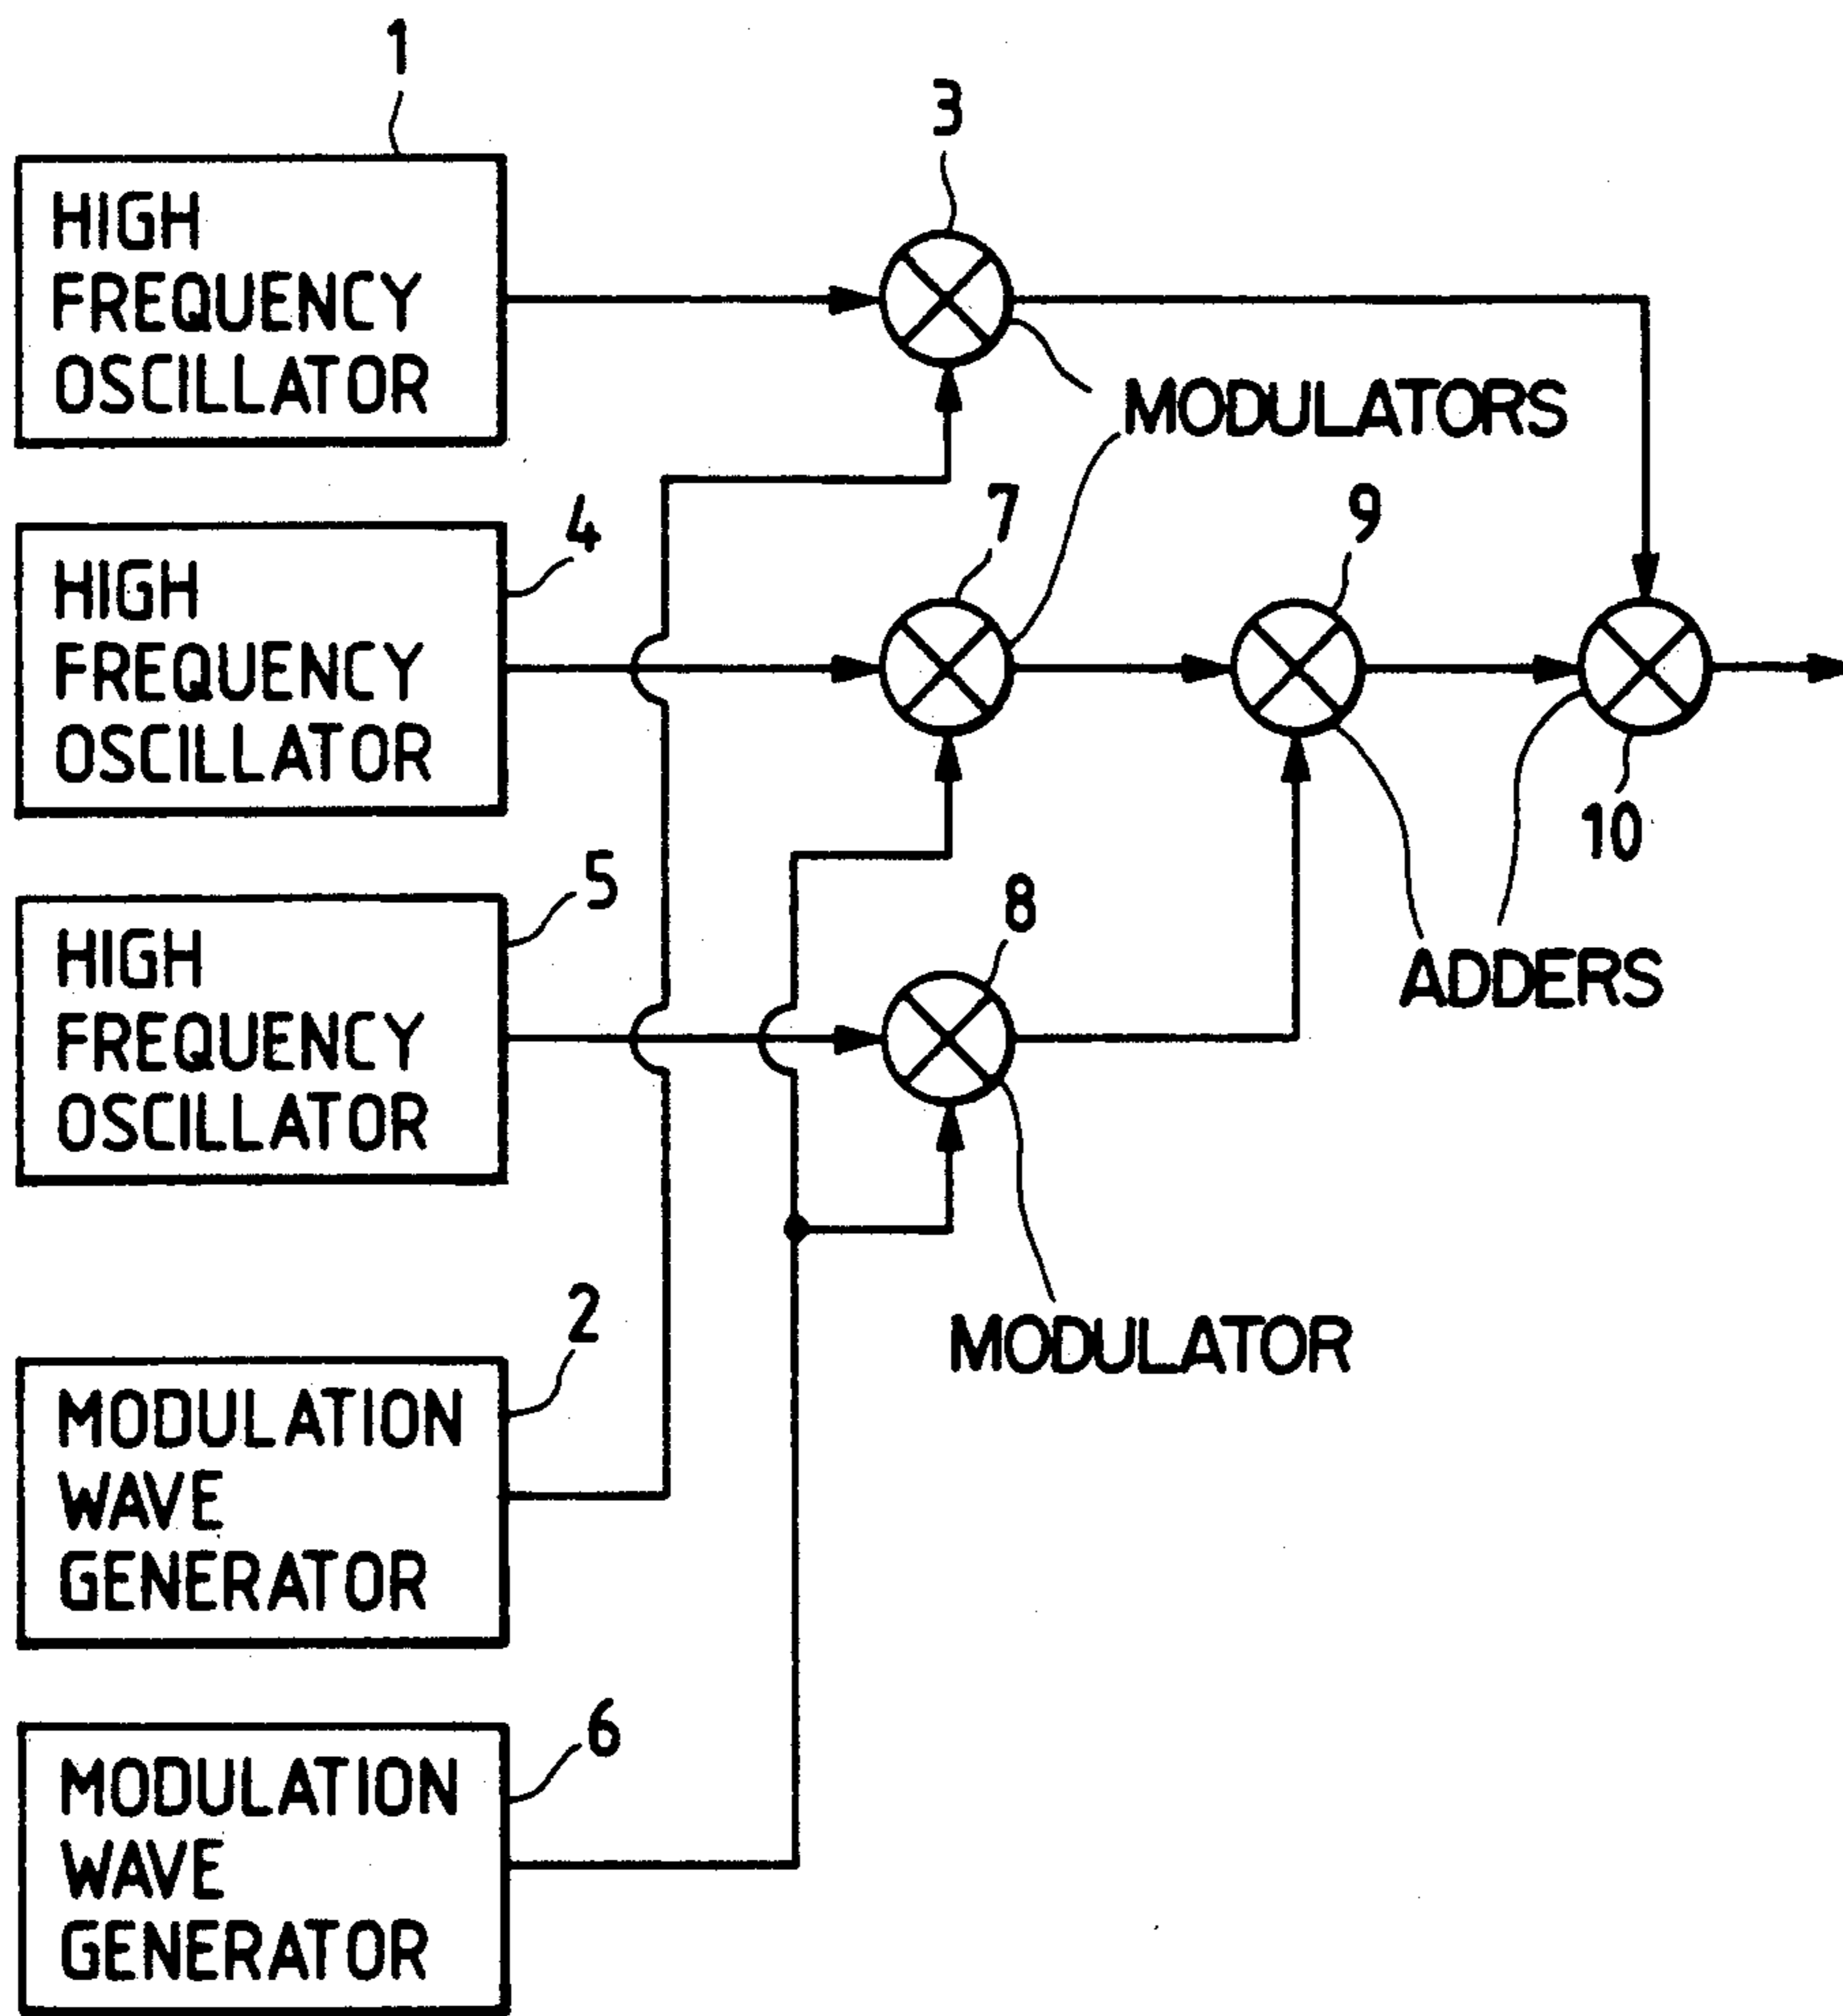 1
HIGH
FREQUENCY
OSCILLATOR
3
MODULATORS
4
HIGH
FREQUENCY
OSCILLATOR
7
9
10
5
HIGH
FREQUENCY
OSCILLATOR
8
ADDERS
MODULATOR
2
MODULATION
WAVE
GENERATOR
6
MODULATION
WAVE
GENERATOR